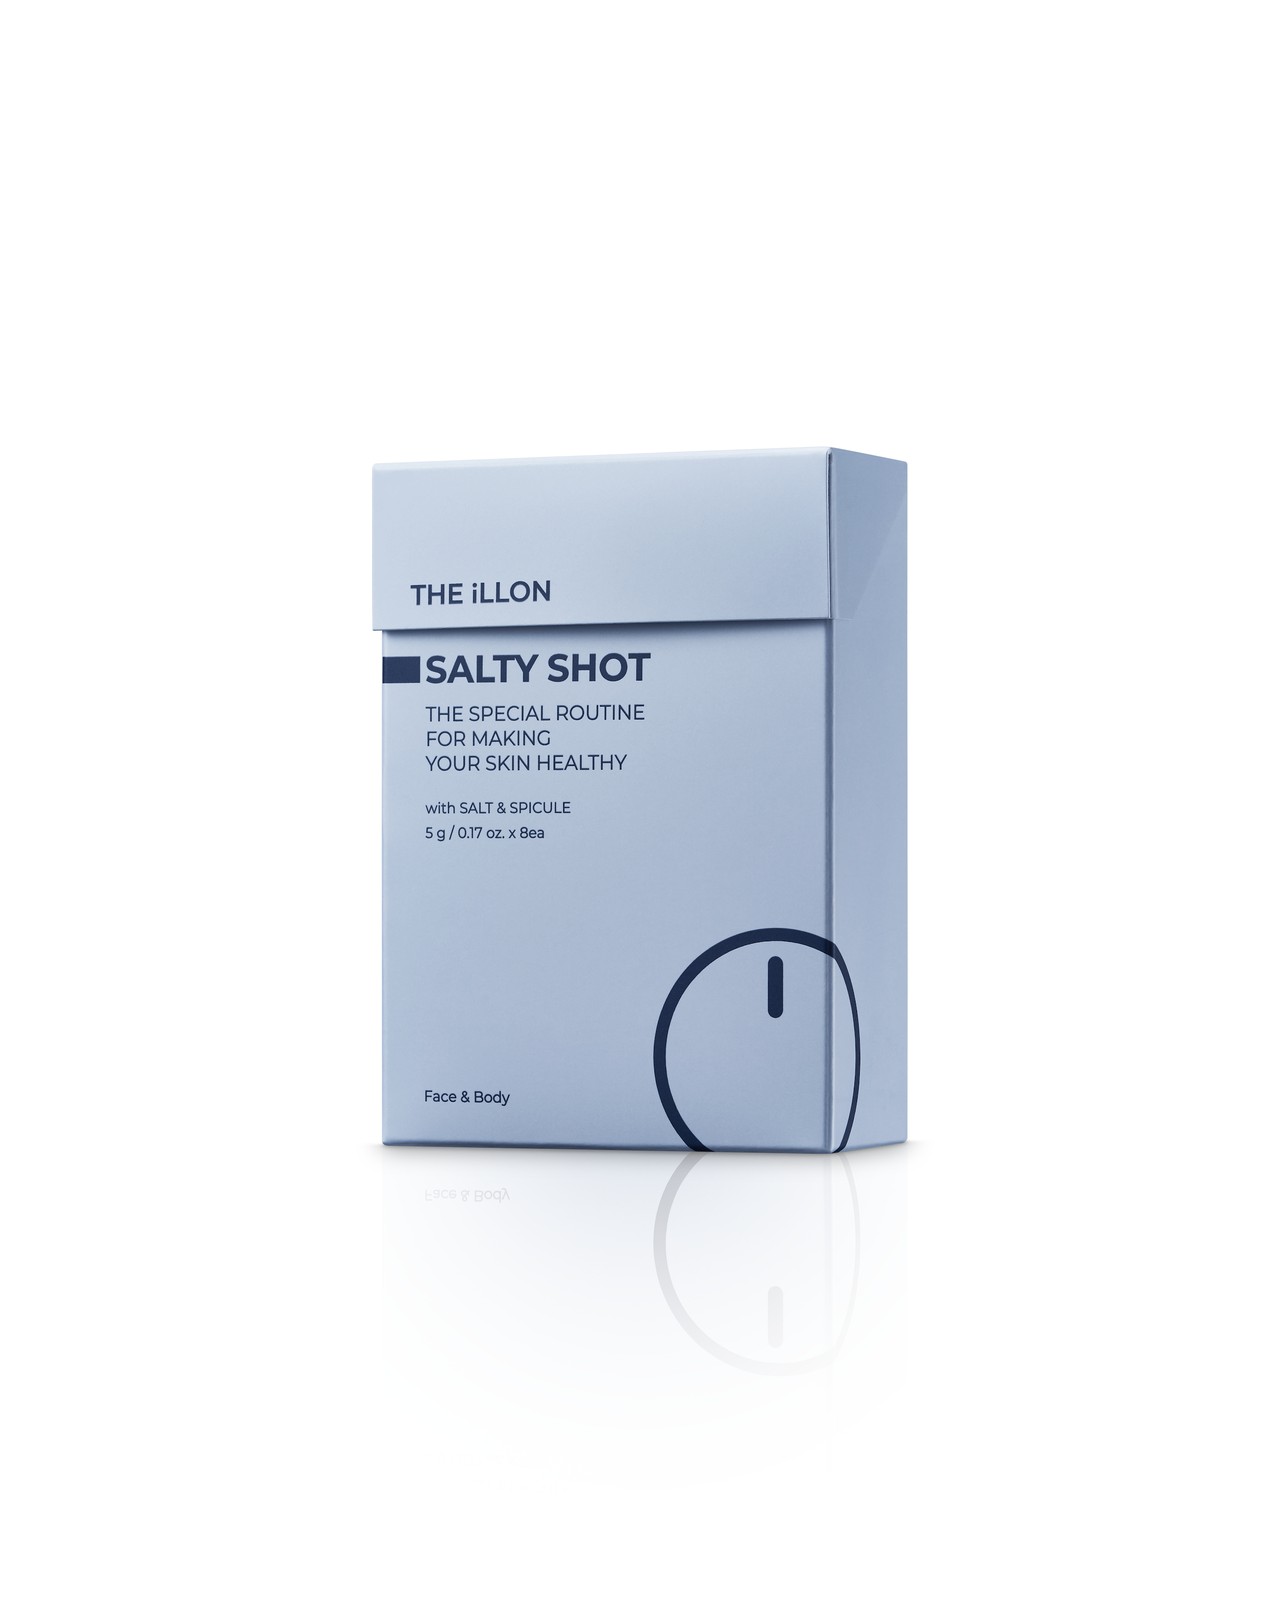 THE iLLON
SALTY SHOT
THE SPECIAL ROUTINE
FOR MAKING
YOUR SKIN HEALTHY
with SALT & SPICULE
5 g / 0.17 oz. x 8ea
Face & Body